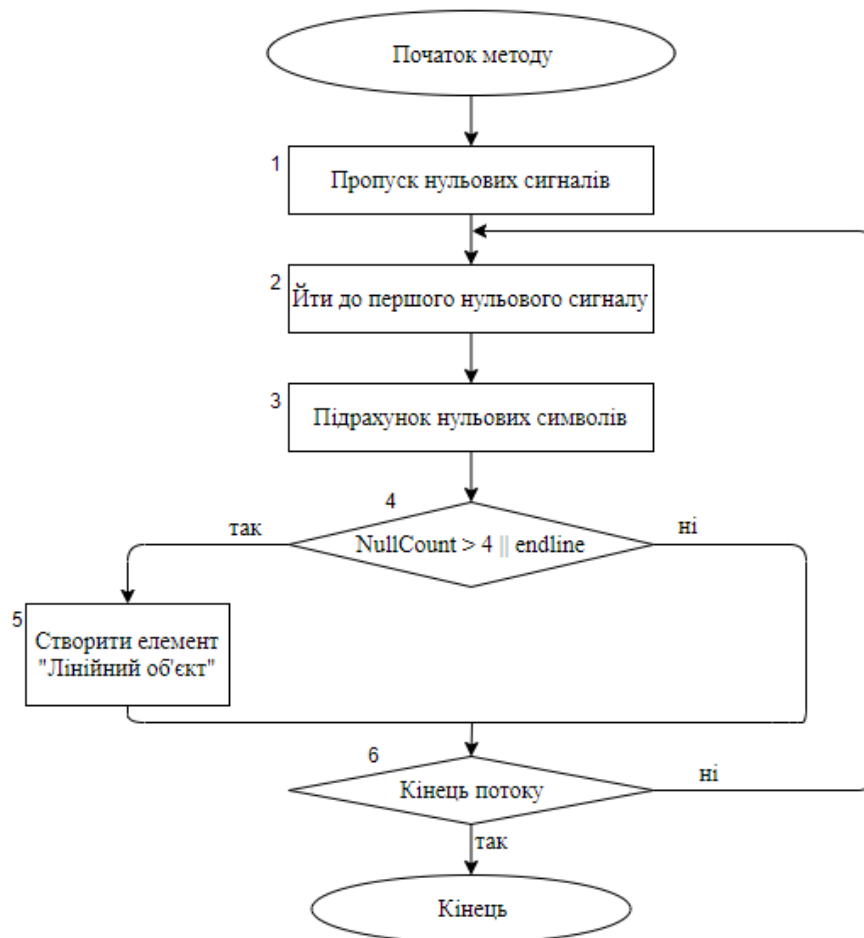 Початок методу
1
Пропуск нульових сигналів
2
Йти до першого нульового сигналу
3
Підрахунок нульових символів
4
так
NullCount > 4 || endline
ні
5
Створити елемент
"Лінійний об'єкт"
6
Кінець потоку
ні
так
Кінець